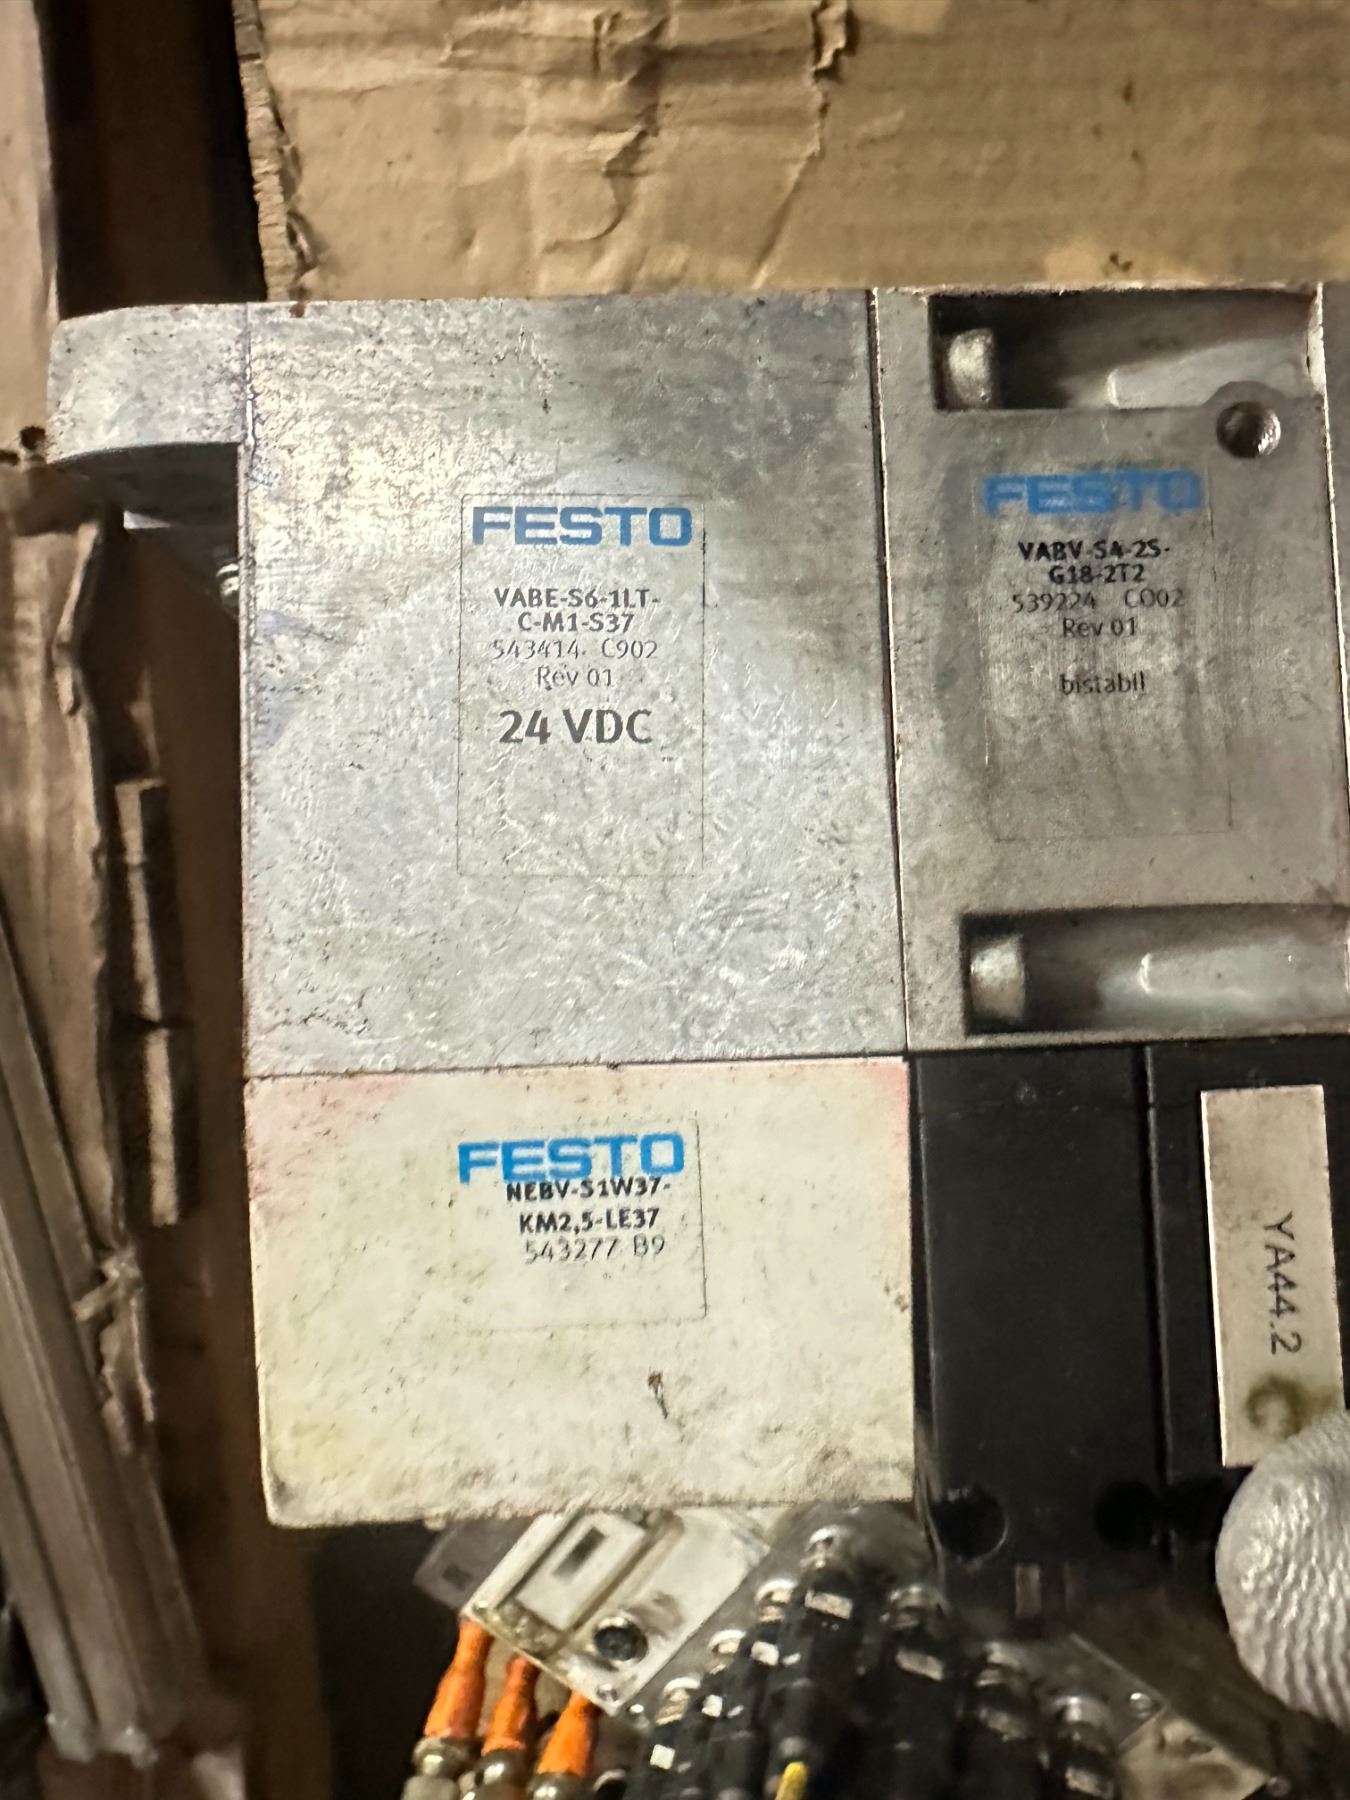 FESTO
VABE-S6-1LT-
C-M1-S37
543414 C902
Rev 01
24 VDC
FESTO
VABV-S4-2S-
G18-2T2
539224 CO02
Rev 01
bistabil
FESTO
NEBV-S1W37-
KM2,5-LE37
543277 B9
YA44.2